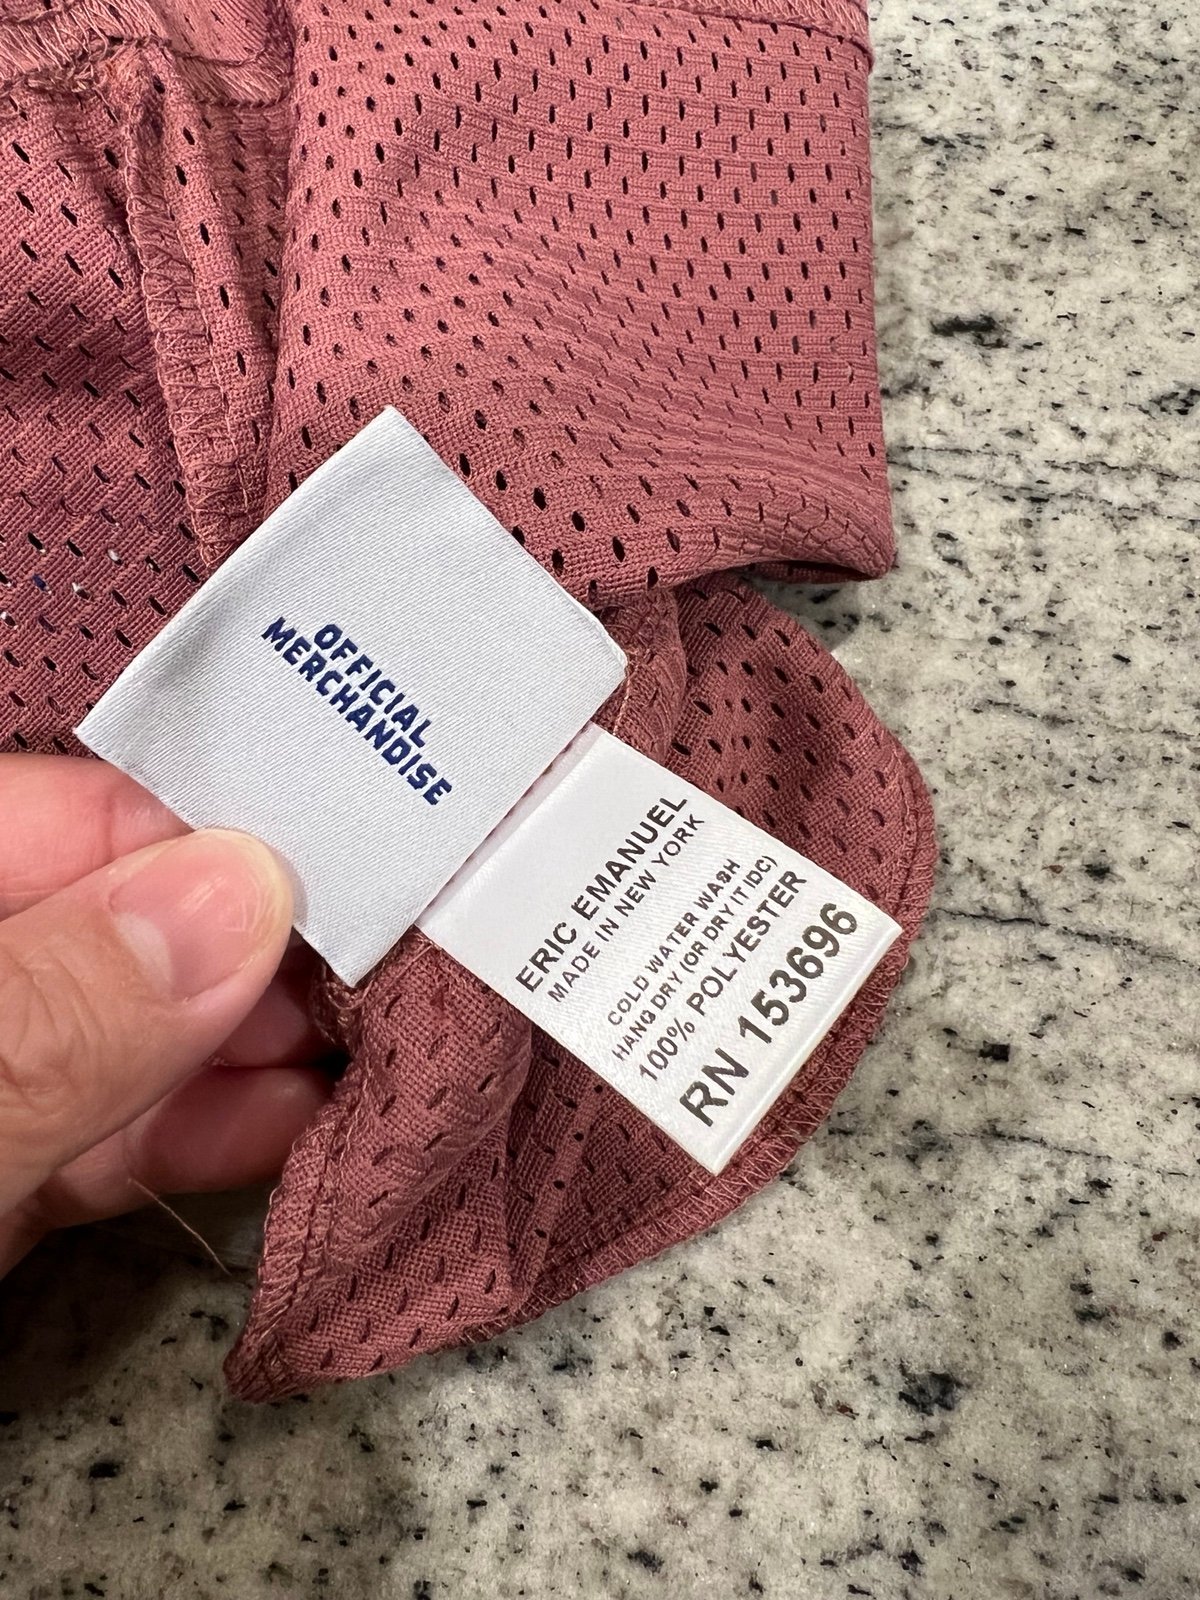 OFFICIAL
MERCHANDISE
ERIC EMANUEL
MADE IN NEW YORK
COLD WATER WASH
HANG DRY (OR DRY IT IDC)
100% POLYESTER
RN 153696